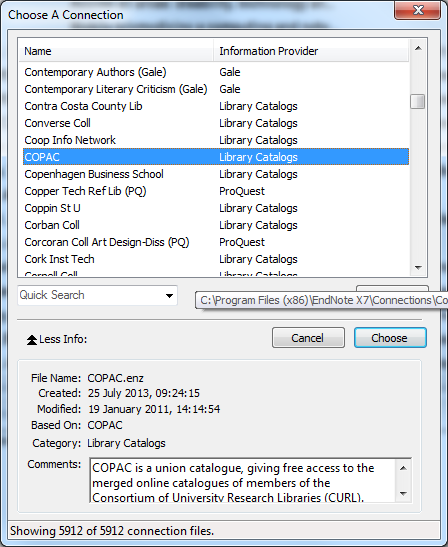 Choose A Connection
Name Information Provider
Contemporary Authors (Gale) Gale
Contemporary Literary Criticism (Gale) Gale
Contra Costa County Lib Library Catalogs
Converse Coll Library Catalogs
Coop Info Network Library Catalogs
COPAC Library Catalogs
Copenhagen Business School Library Catalogs
Copper Tech Ref Lib (PQ) ProQuest
Coppin St U Library Catalogs
Corban Coll Library Catalogs
Corcoran Coll Art Design-Diss (PQ) ProQuest
Cork Inst Tech Library Catalogs
Cornell Coll Library Catalogs
Quick Search
C:\Program Files (x86)\EndNote X7\Connections\Co
Less Info:
Cancel
Choose
File Name: COPAC.enz
Created: 25 July 2013, 09:24:15
Modified: 19 January 2011, 14:14:54
Based On: COPAC
Category: Library Catalogs
Comments: COPAC is a union catalogue, giving free access to the
merged online catalogues of members of the
Consortium of University Research Libraries (CURL).
Showing 5912 of 5912 connection files.